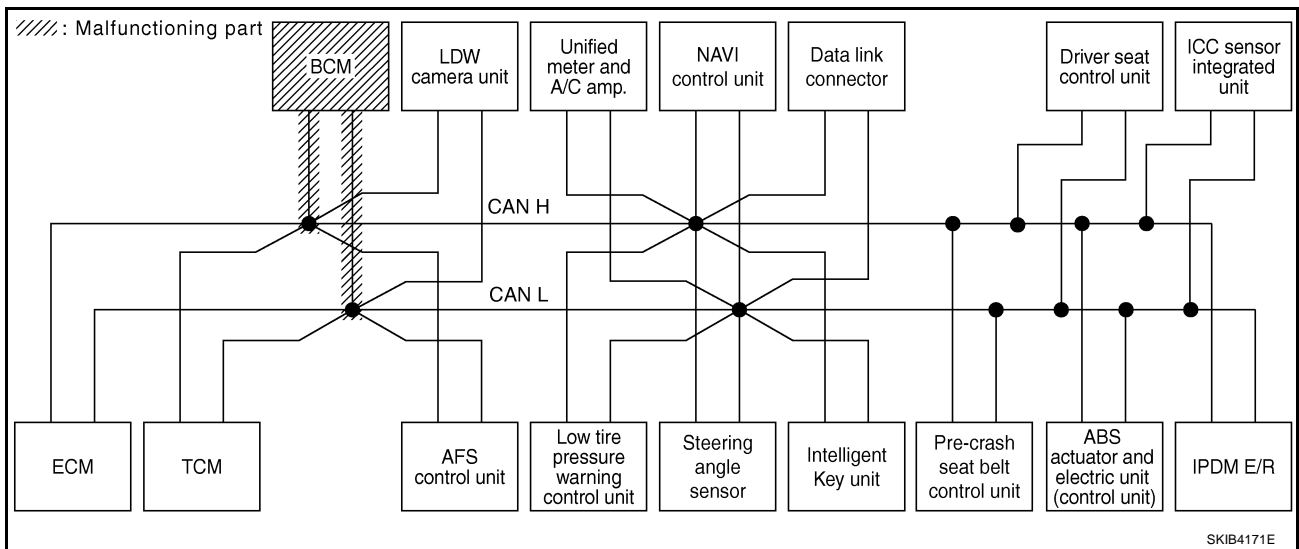 : Malfunctioning part
BCM
LDW
camera unit
Unified
meter and
A/C amp.
NAVI
control unit
Data link
connector
Driver seat
control unit
ICC sensor
integrated
unit
CAN H
CAN L
ECM
TCM
AFS
control unit
Low tire
pressure
warning
control unit
Steering
angle
sensor
Intelligent
Key unit
Pre-crash
seat belt
control unit
ABS
actuator and
electric unit
(control unit)
IPDM E/R
SKIB4171E